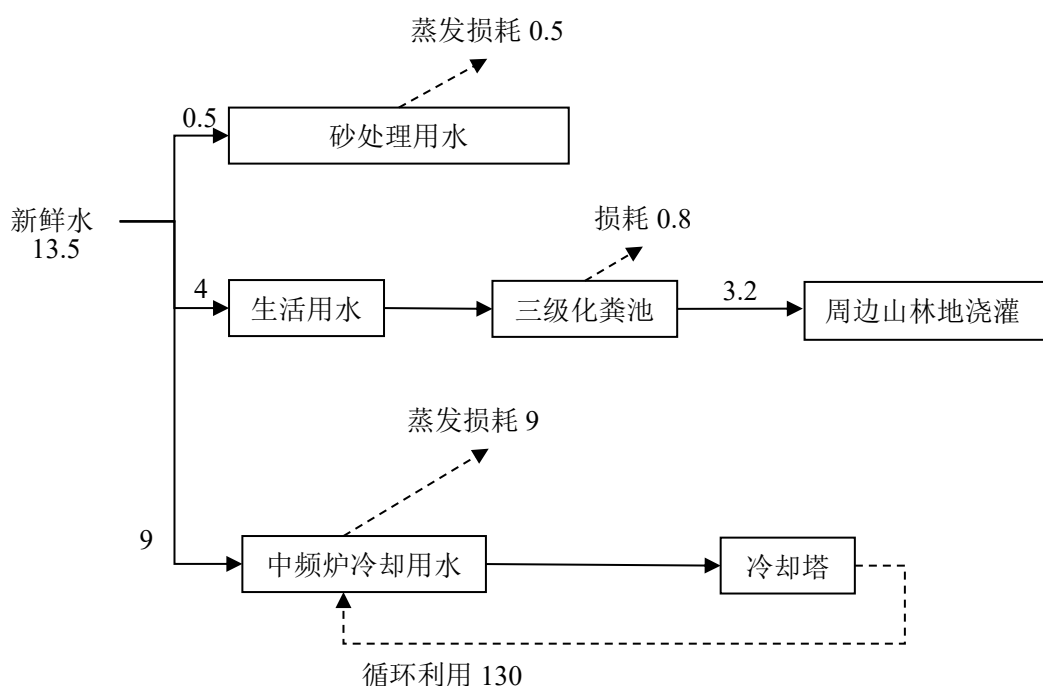 蒸发损耗 0.5
0.5
砂处理用水
新鲜水
13.5
损耗 0.8
4
生活用水
三级化粪池
3.2
周边山林地浇灌
蒸发损耗 9
9
中频炉冷却用水
冷却塔
循环利用 130